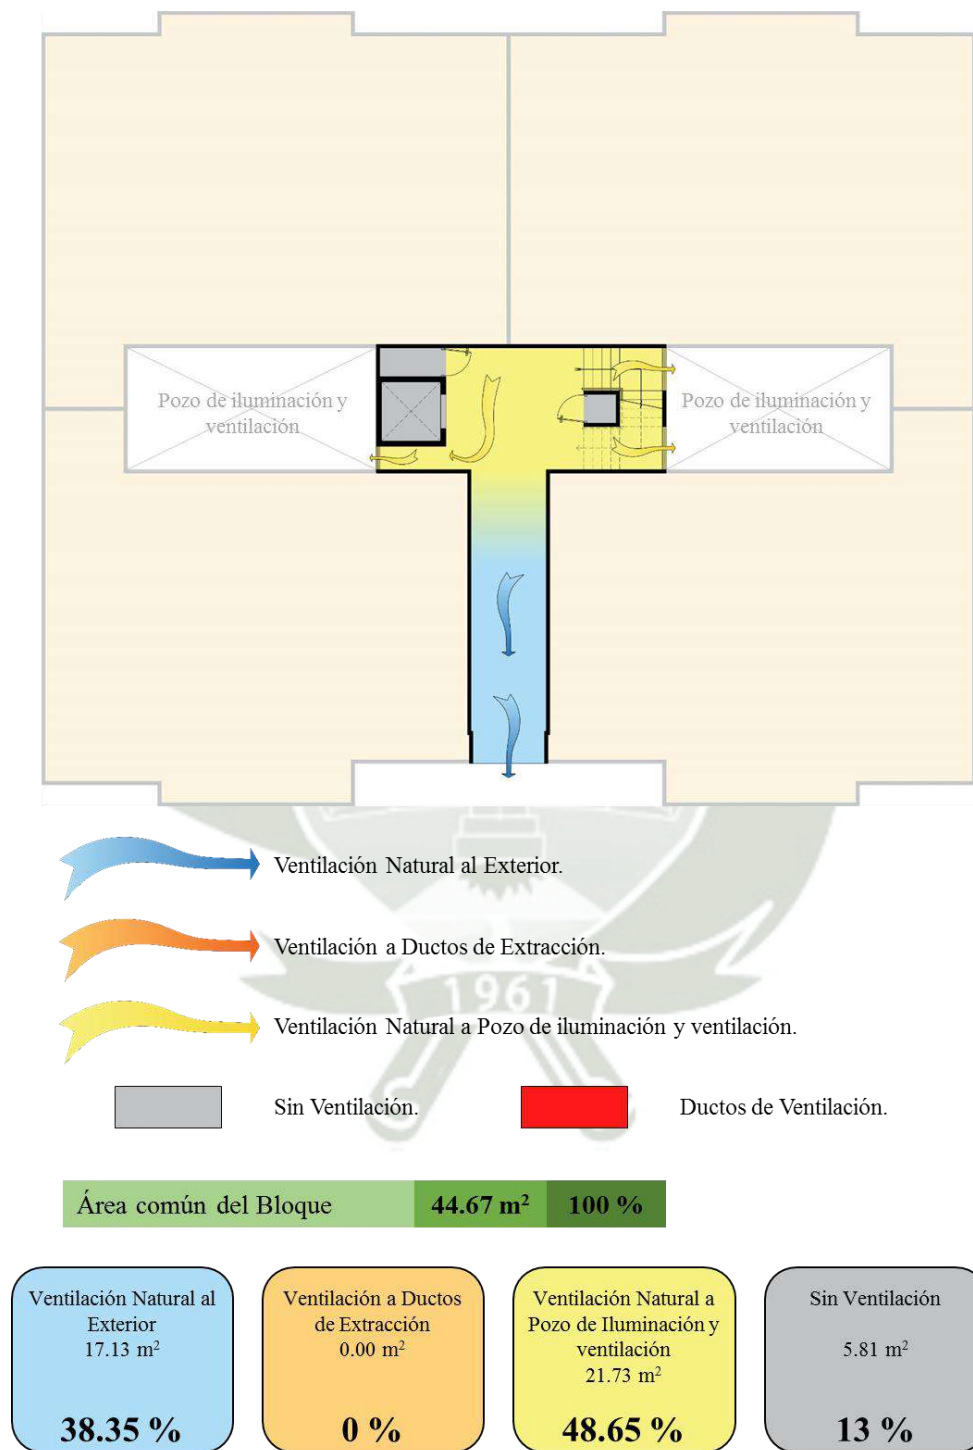 Pozo de iluminación y
ventilación
Pozo de iluminación y
ventilación
Ventilación Natural al Exterior.
Ventilación a Ductos de Extracción.
1961
Ventilación Natural a Pozo de iluminación y ventilación.
Sin Ventilación.
Ductos de Ventilación.
Área común del Bloque 44.67 m² 100 %
Ventilación Natural al
Exterior
17.13 m²
38.35 %
Ventilación a Ductos
de Extracción
0.00 m²
0 %
Ventilación Natural a
Pozo de Iluminación y
ventilación
21.73 m²
48.65 %
Sin Ventilación
5.81 m²
13 %